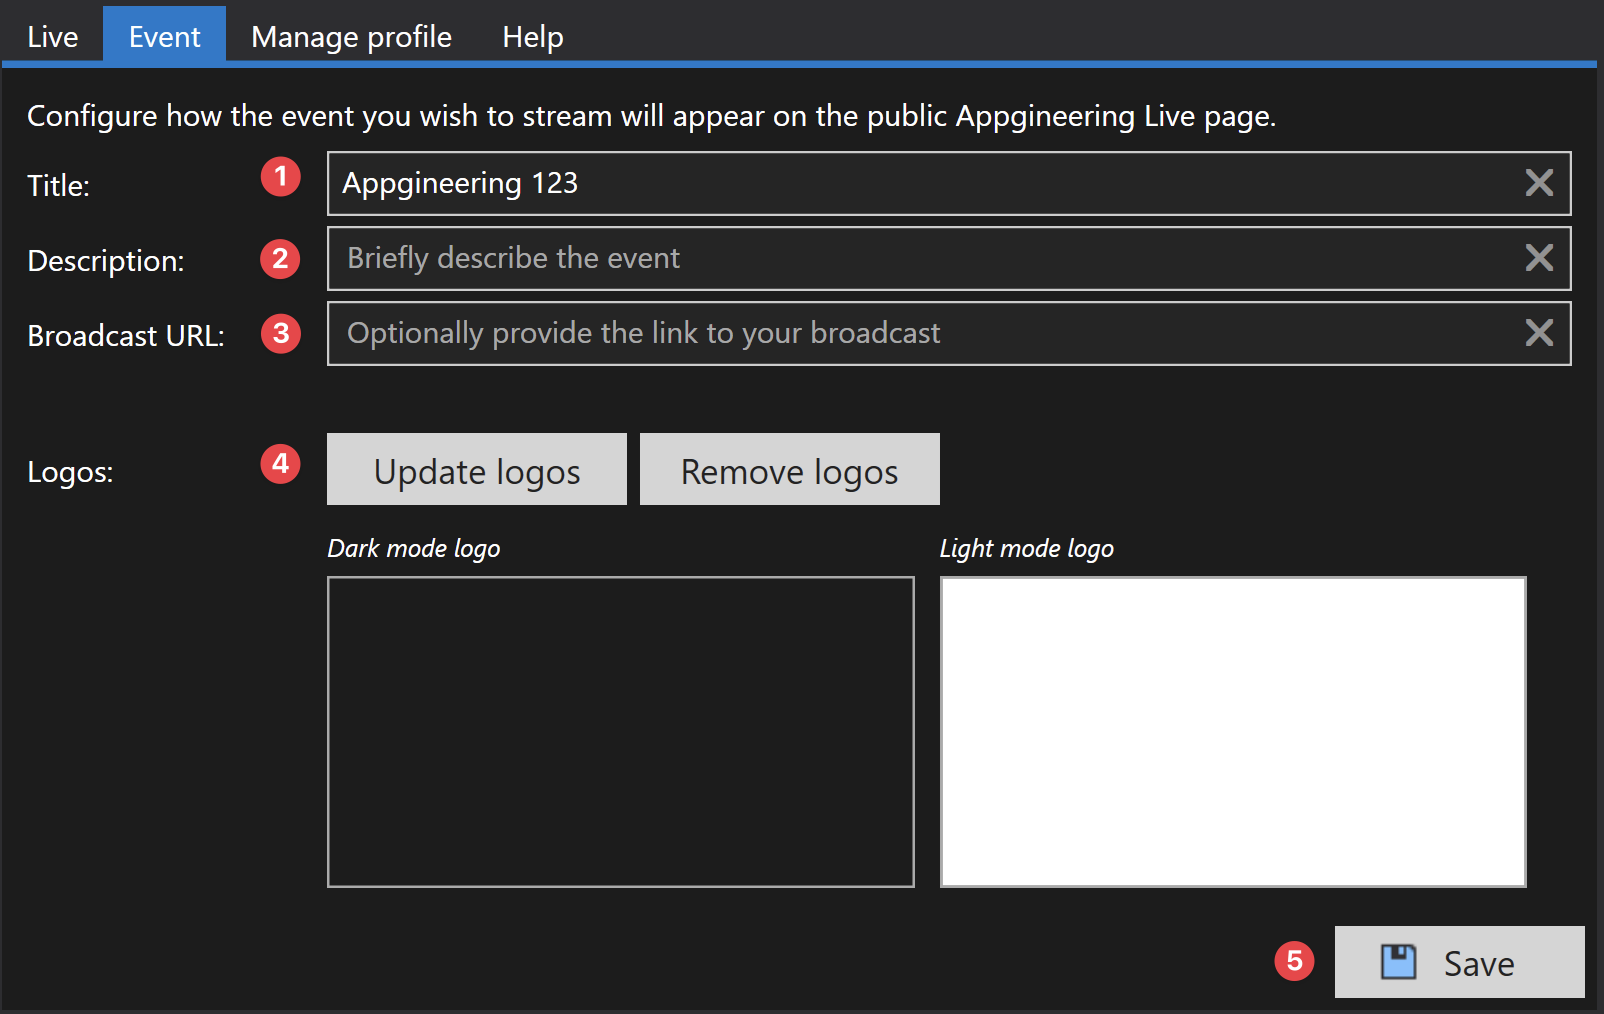 Live Event Manage profile Help
Configure how the event you wish to stream will appear on the public Appgineering Live page.
Title: 1 Appgineering 123
Description: 2 Briefly describe the event
Broadcast URL: 3 Optionally provide the link to your broadcast
Logos: 4 Update logos Remove logos
Dark mode logo Light mode logo
5 Save